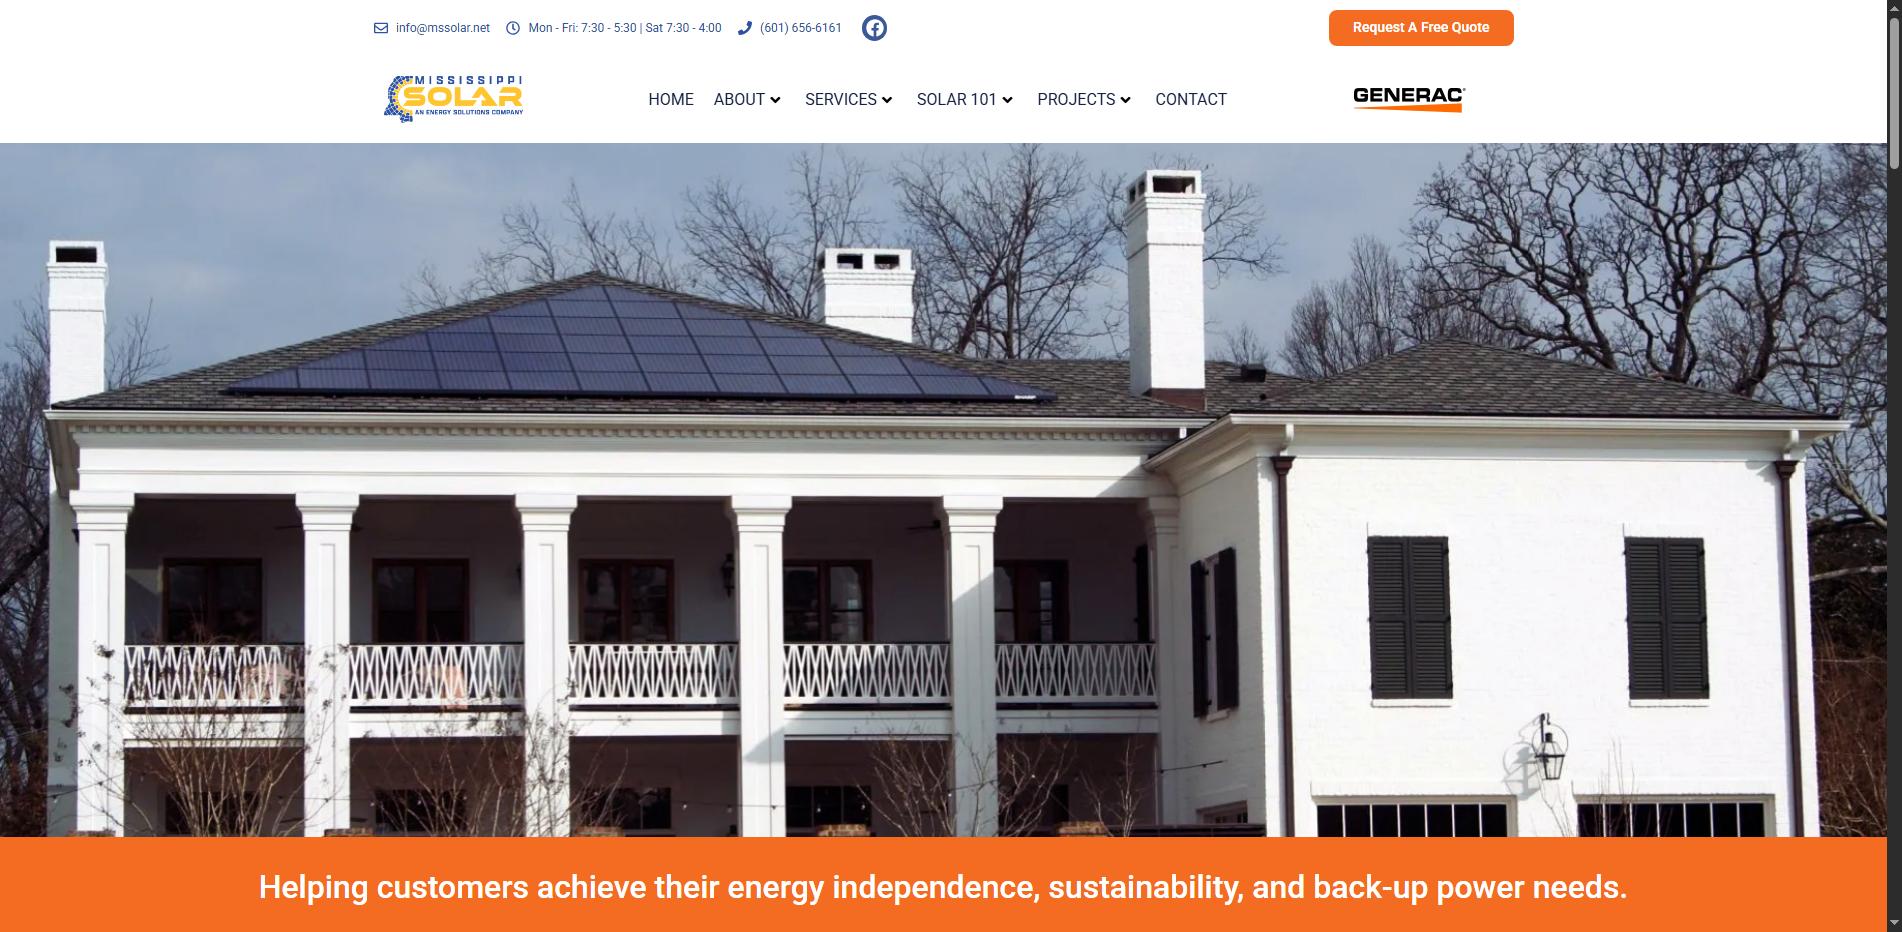 info@mssolar.net
Mon - Fri: 7:30 - 5:30 | Sat 7:30 - 4:00
(601) 656-6161
Request A Free Quote
MISSISSIPPI
SOLAR
AN ENERGY SOLUTIONS COMPANY
HOME
ABOUT
SERVICES
SOLAR 101
PROJECTS
CONTACT
GENERAC
Helping customers achieve their energy independence, sustainability, and back-up power needs.